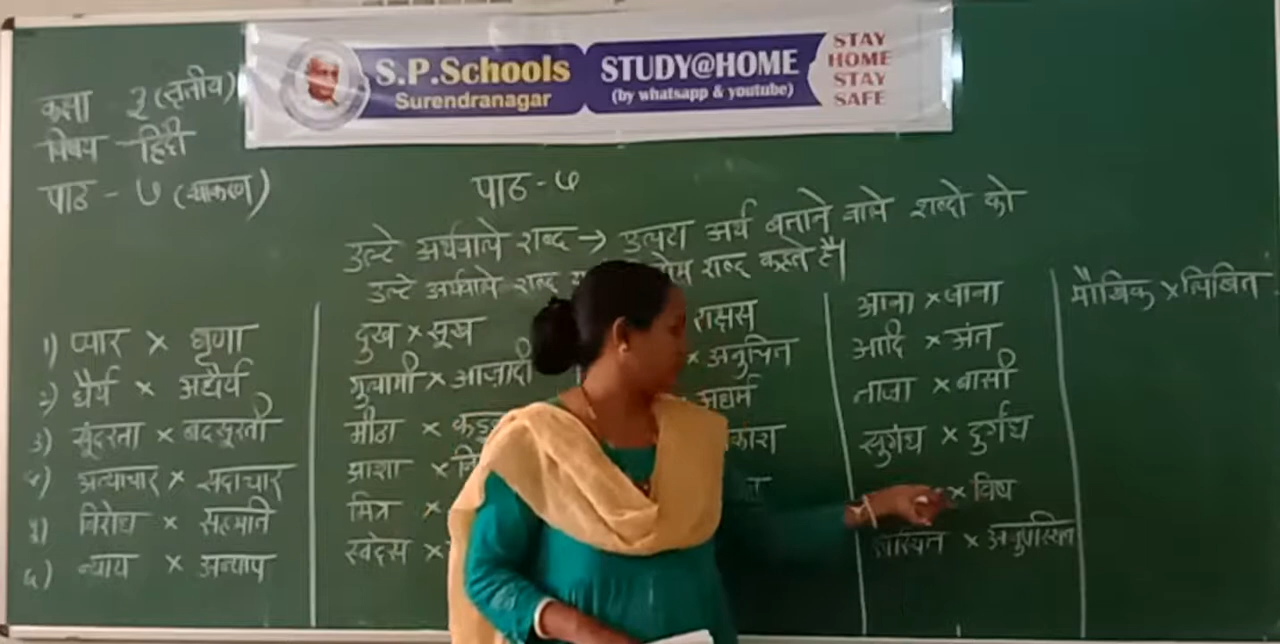 S.P.Schools
Surendranagar
STUDY@HOME
(by whatsapp & youtube)
STAY
HOME
STAY
SAFE
कक्षा ३ (तृतीय)
विषय हिंदी
पाठ - ७ (व्याकरण)
पाठ - ७
उल्टे अर्थवाले शब्द → उल्टा अर्थ बताने वाले शब्दो को
उल्टे अर्थवाले शब्द शब्द कहते है।
१) प्यार × घृणा
२) धैर्य × अधैर्य
३) सूंदरता × बदसूरती
४) अत्याचार × सदाचार
५) विरोध × सहमति
६) न्याय × अन्याय
दुख × सूख
गुलामी × आज़ादी
मीठा ×
आशा ×
मित्र ×
स्वदेस ×
राक्षस
× अनुचित
अधर्म
आना × जाना
आदि × अंत
ताजा × बासी
सुगंध × दुर्गंध
× विष
× अनुपस्थित
मौखिक × लिखित